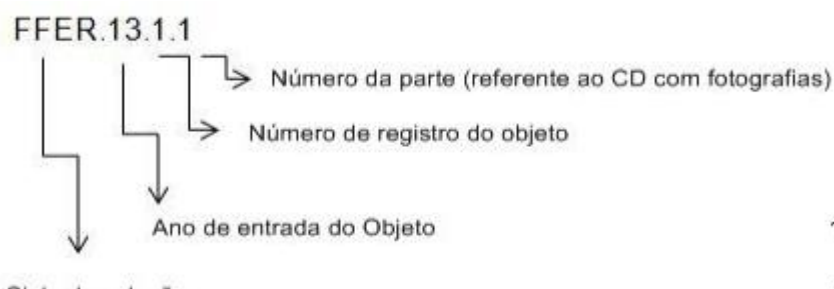 FFER.13.1.1
Número da parte (referente ao CD com fotografias)
Número de registro do objeto
Ano de entrada do Objeto